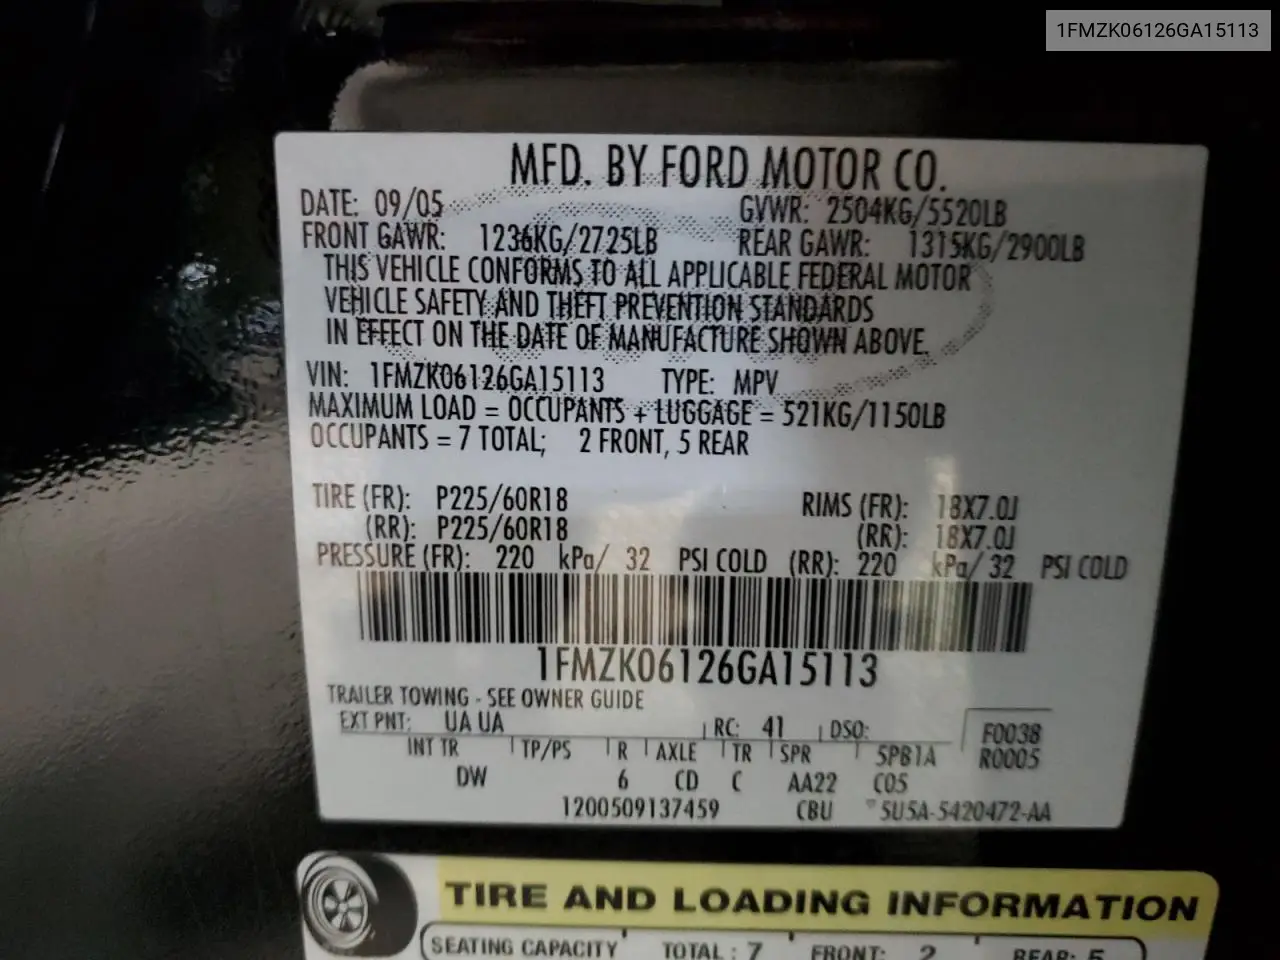 1FMZK06126GA15113
MFD. BY FORD MOTOR CO.
DATE: 09/05 GVWR: 2504KG/5520LB
FRONT GAWR: 1236KG/2725LB REAR GAWR: 1315KG/2900LB
THIS VEHICLE CONFORMS TO ALL APPLICABLE FEDERAL MOTOR
VEHICLE SAFETY AND THEFT PREVENTION STANDARDS
IN EFFECT ON THE DATE OF MANUFACTURE SHOWN ABOVE.
VIN: 1FMZK06126GA15113 TYPE: MPV
MAXIMUM LOAD = OCCUPANTS + LUGGAGE = 521KG/1150LB
OCCUPANTS = 7 TOTAL; 2 FRONT, 5 REAR
TIRE (FR): P225/60R18 RIMS (FR): 18X7.0J
(RR): P225/60R18 (RR): 18X7.0J
PRESSURE (FR): 220 kPa/ 32 PSI COLD (RR): 220 kPa/ 32 PSI COLD
1FMZK06126GA15113
TRAILER TOWING - SEE OWNER GUIDE
EXT PNT: UA UA RC: 41 DSO: F0038
INT TR TP/PS R AXLE TR SPR 5PB1A R0005
DW 6 CD C AA22 C05
1200509137459 CBU 5U5A-5420472-AA
TIRE AND LOADING INFORMATION
SEATING CAPACITY TOTAL : 7 FRONT: 2 REAR: 5